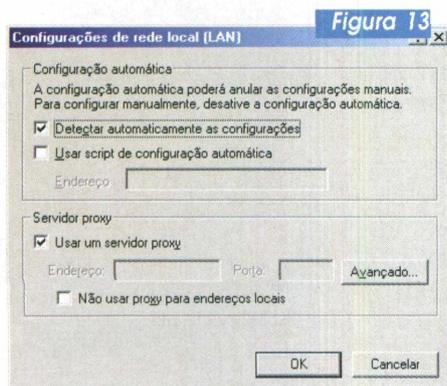 Figura 13
Configurações de rede local (LAN)
Configuração automática
A configuração automática poderá anular as configurações manuais.
Para configurar manualmente, desative a configuração automática.
Detectar automaticamente as configurações
Usar script de configuração automática
Endereço
Servidor proxy
Usar um servidor proxy
Endereço:
Porta:
Avançado...
Não usar proxy para endereços locais
OK
Cancelar